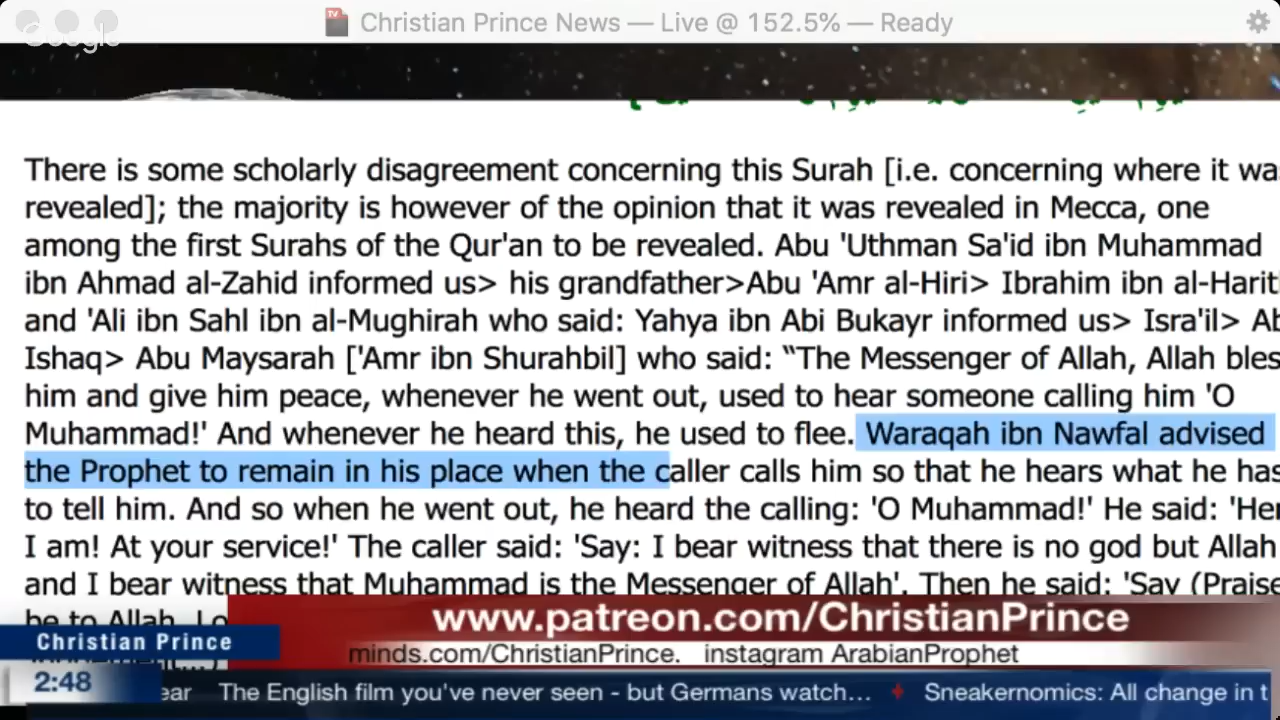 Christian Prince News — Live @ 152.5% — Ready
Google
There is some scholarly disagreement concerning this Surah [i.e. concerning where it wa
revealed]; the majority is however of the opinion that it was revealed in Mecca, one
among the first Surahs of the Qur'an to be revealed. Abu 'Uthman Sa'id ibn Muhammad
ibn Ahmad al-Zahid informed us> his grandfather>Abu 'Amr al-Hiri> Ibrahim ibn al-Harit
and 'Ali ibn Sahl ibn al-Mughirah who said: Yahya ibn Abi Bukayr informed us> Isra'il> Ab
Ishaq> Abu Maysarah ['Amr ibn Shurahbil] who said: “The Messenger of Allah, Allah bles
him and give him peace, whenever he went out, used to hear someone calling him 'O
Muhammad!' And whenever he heard this, he used to flee. Waraqah ibn Nawfal advised
the Prophet to remain in his place when the caller calls him so that he hears what he has
to tell him. And so when he went out, he heard the calling: 'O Muhammad!' He said: 'Her
I am! At your service!' The caller said: 'Say: I bear witness that there is no god but Allah
and I bear witness that Muhammad is the Messenger of Allah'. Then he said: 'Say (Praise
be to Allah, Lo
www.patreon.com/ChristianPrince
Christian Prince
minds.com/ChristianPrince. instagram ArabianProphet
2:48
ear The English film you've never seen - but Germans watch... Sneakernomics: All change in t